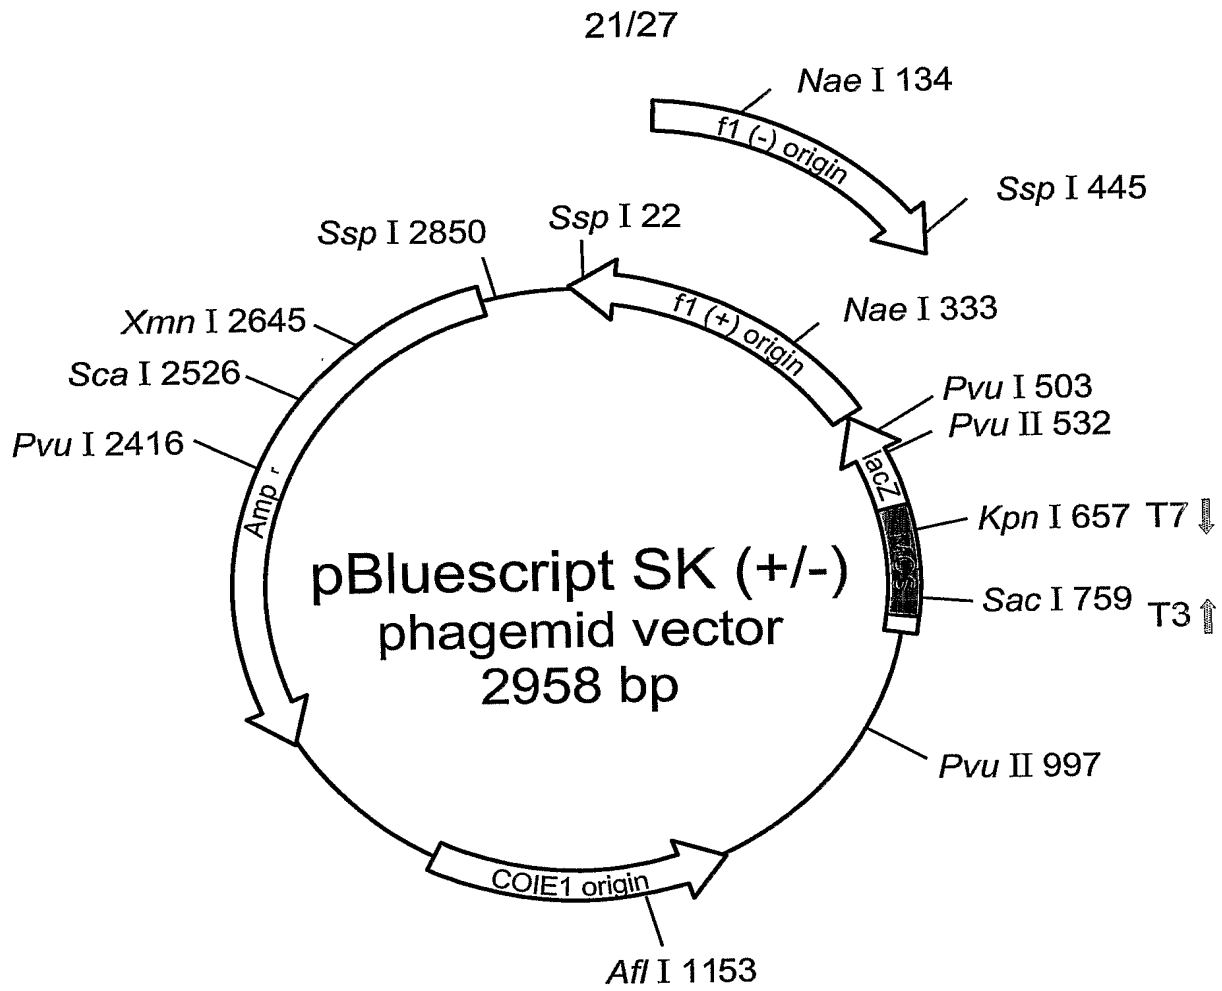 21/27
Nae I 134
f1 (-) origin
Ssp I 445
Ssp I 22
Ssp I 2850
f1 (+) origin
Nae I 333
Xmn I 2645
Sca I 2526
Pvu I 2416
Pvu I 503
Pvu II 532
lacZ
Kpn I 657 T7
Amp r
Sac I 759
T3
pBluescript SK (+/-)
phagemid vector
2958 bp
Pvu II 997
COIE1 origin
Afl I 1153